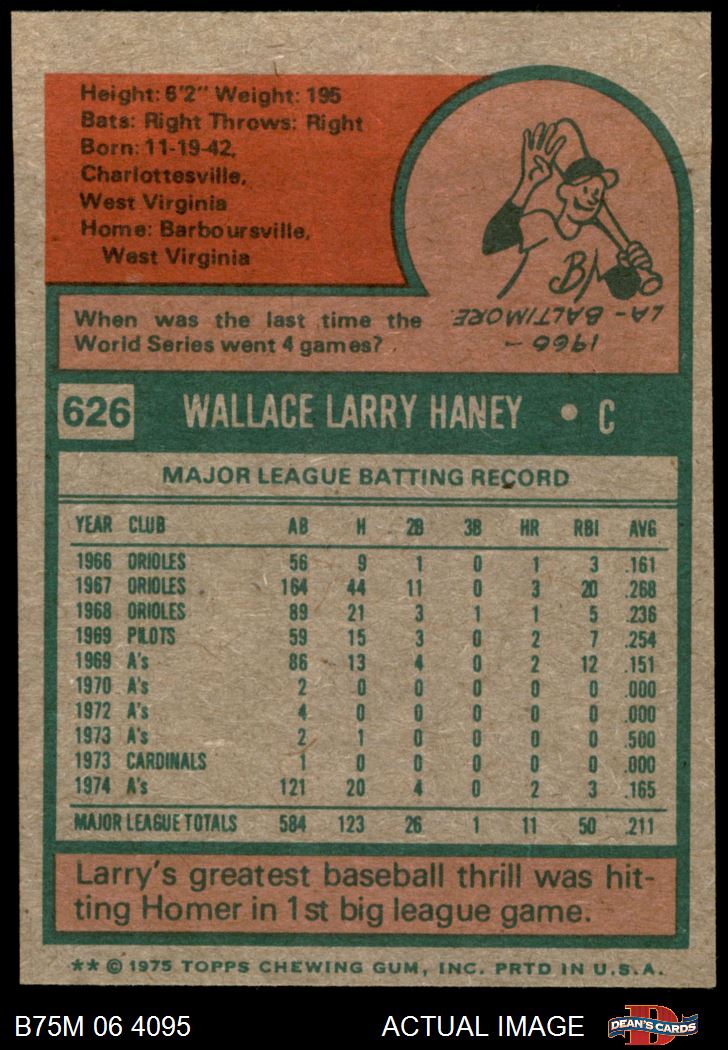 Height: 6'2" Weight: 195
Bats: Right Throws: Right
Born: 11-19-42,
Charlottesville,
West Virginia
Home: Barboursville,
West Virginia
B
When was the last time the
World Series went 4 games?
1966 –
LA – BALTIMORE.
626 WALLACE LARRY HANEY • C
MAJOR LEAGUE BATTING RECORD
YEAR CLUB AB H 2B 3B HR RBI AVG
1966 ORIOLES 56 9 1 0 1 3 .161
1967 ORIOLES 164 44 11 0 3 20 .268
1968 ORIOLES 89 21 3 1 1 5 .236
1969 PILOTS 59 15 3 0 2 7 .254
1969 A's 86 13 4 0 2 12 .151
1970 A's 2 0 0 0 0 0 .000
1972 A's 4 0 0 0 0 0 .000
1973 A's 2 1 0 0 0 0 .500
1973 CARDINALS 1 0 0 0 0 0 .000
1974 A's 121 20 4 0 2 3 .165
MAJOR LEAGUE TOTALS 584 123 26 1 11 50 .211
Larry's greatest baseball thrill was hit-
ting Homer in 1st big league game.
** © 1975 TOPPS CHEWING GUM, INC. PRTD IN U.S.A.
B75M 06 4095 ACTUAL IMAGE D DEAN'S CARDS